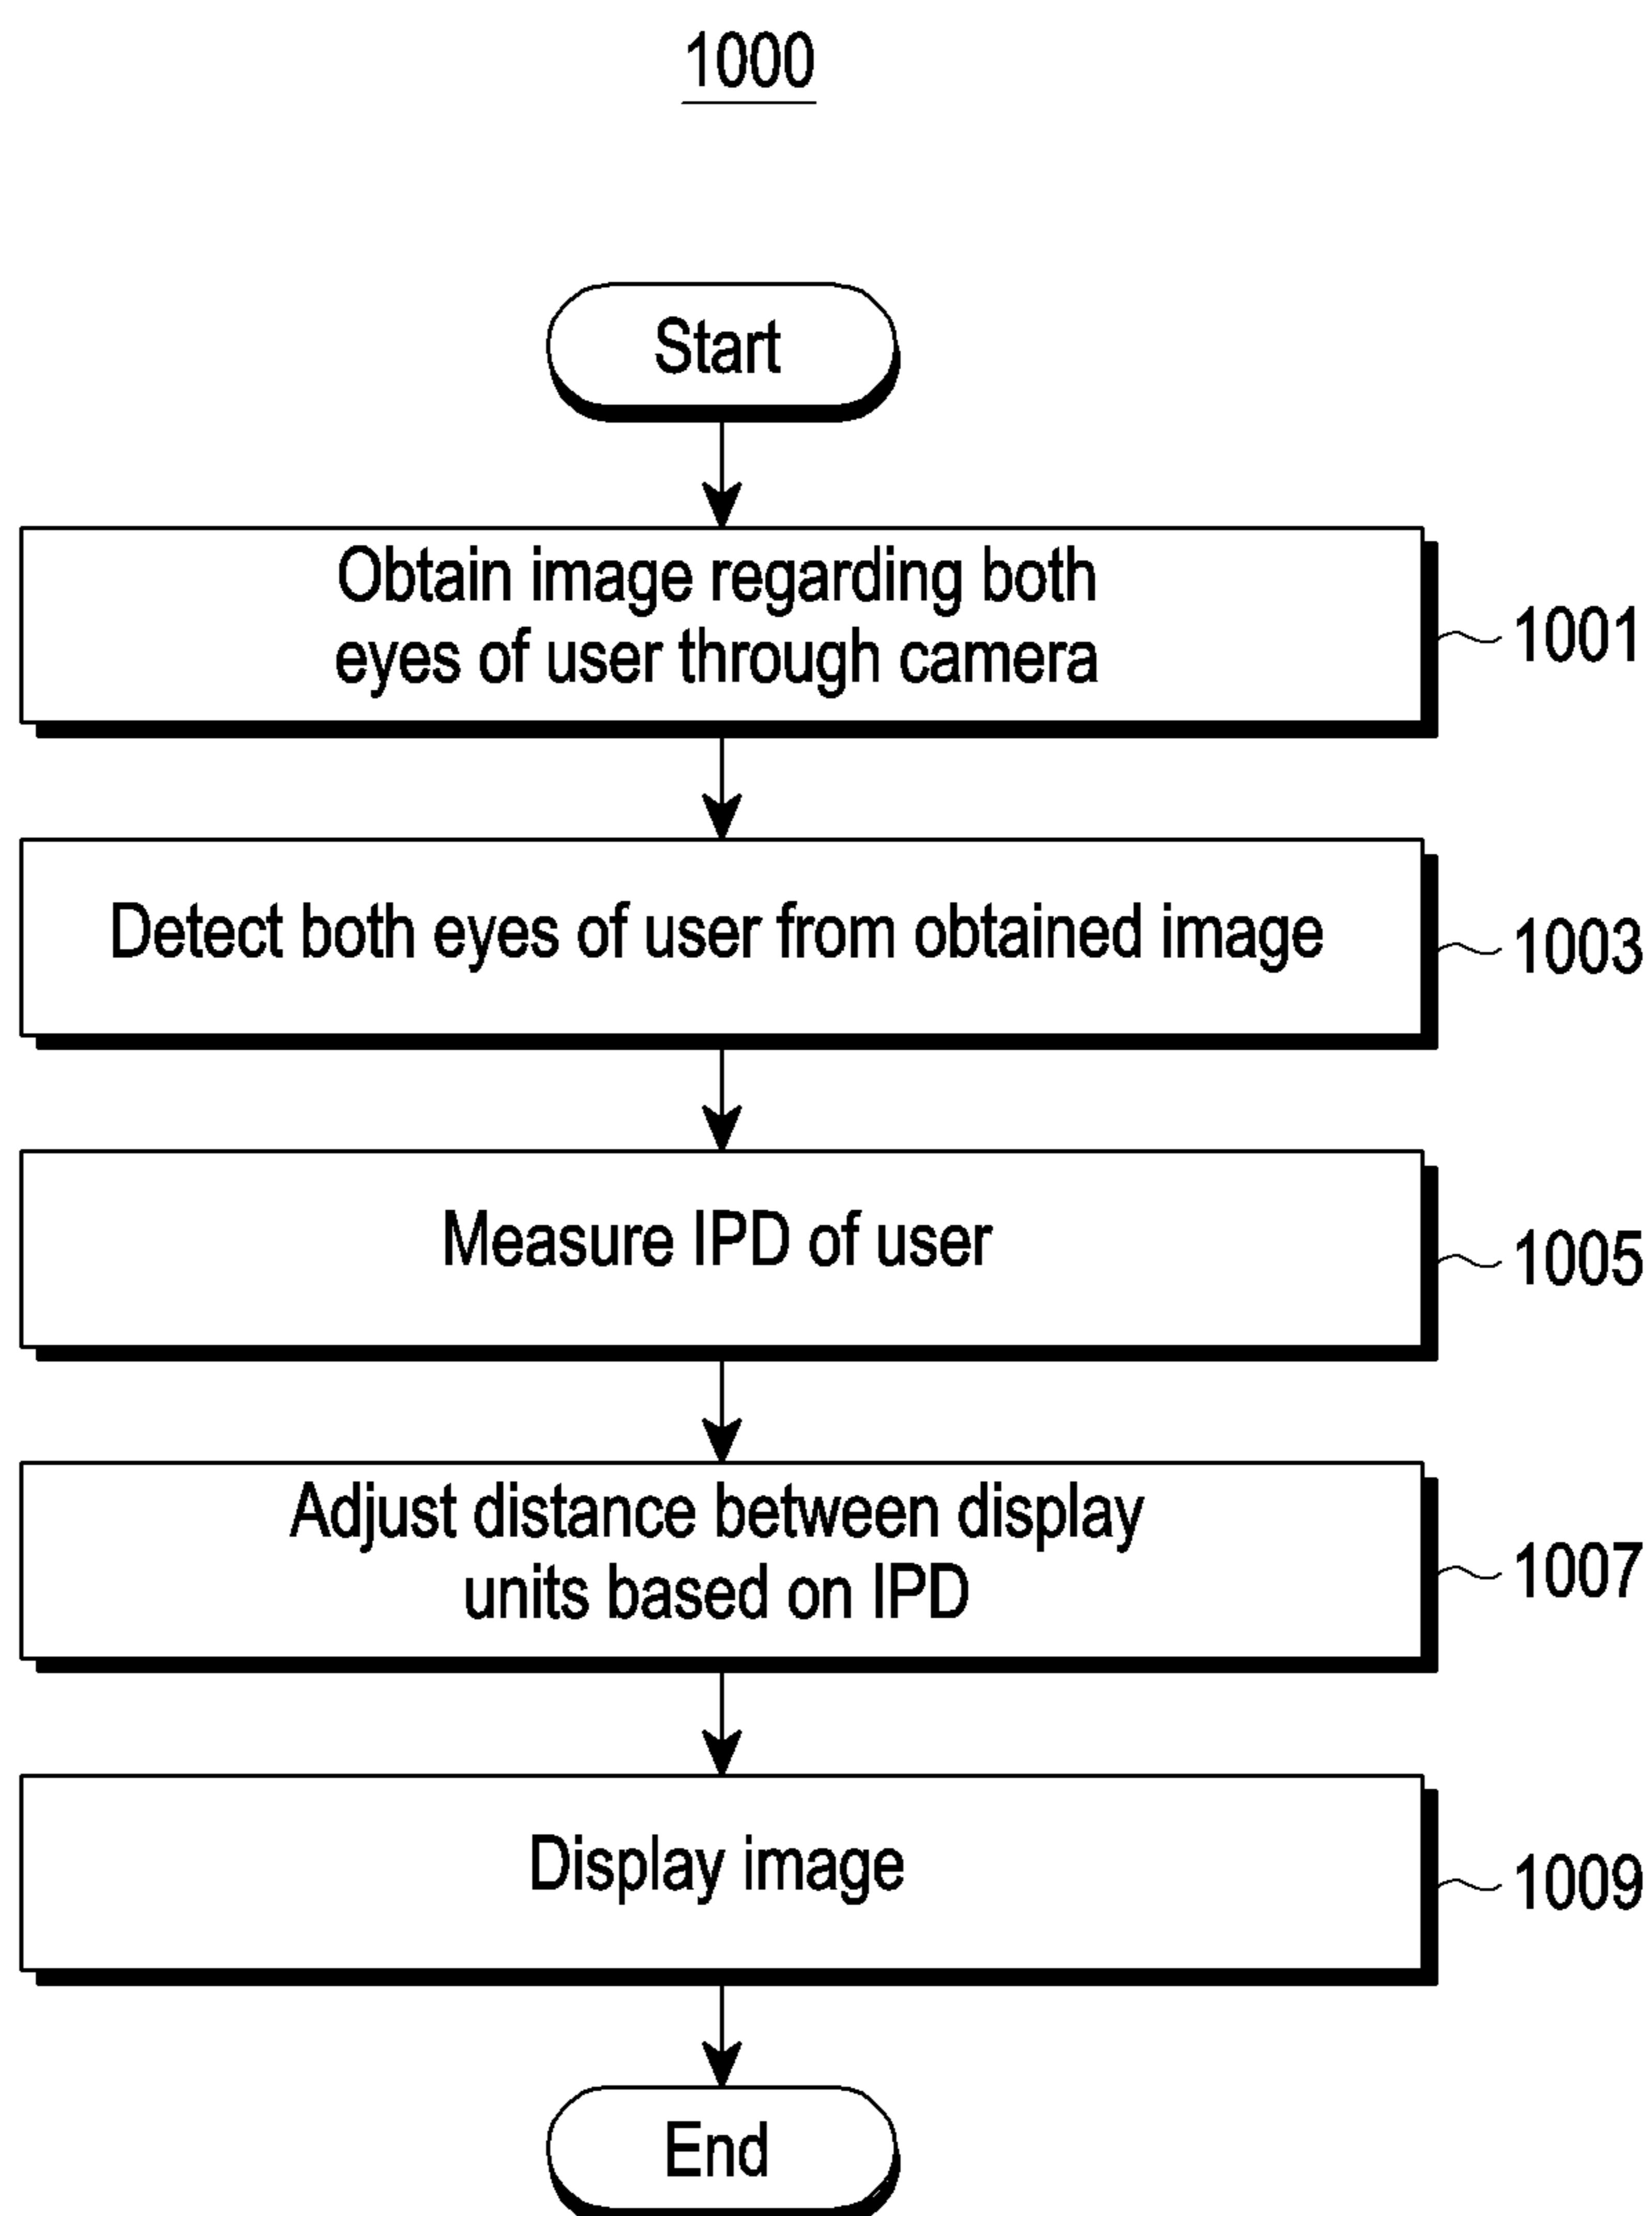 1000
Start
Obtain image regarding both
eyes of user through camera
1001
Detect both eyes of user from obtained image
1003
Measure IPD of user
1005
Adjust distance between display
units based on IPD
1007
Display image
1009
End